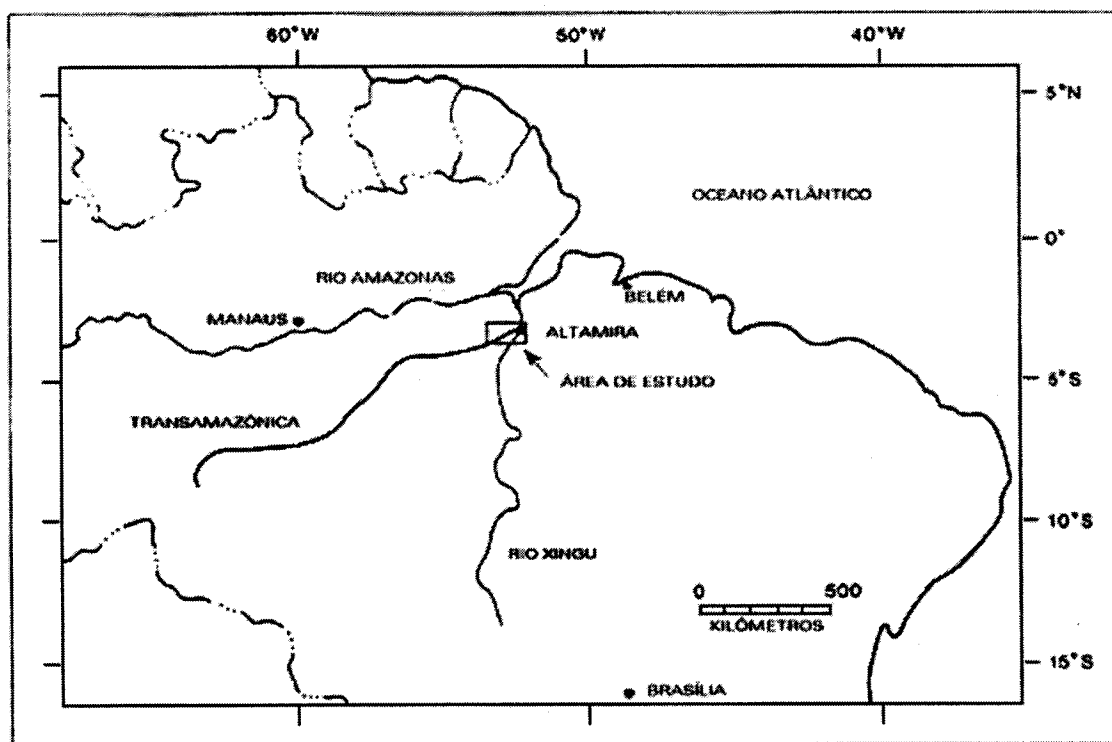 60°W 50°W 40°W
5°N
OCEANO ATLÂNTICO
0°
RIO AMAZONAS
BELÉM
MANAUS
ALTAMIRA
ÁREA DE ESTUDO
5°S
TRANSAMAZÔNICA
10°S
RIO XINGU
0 500
KILÔMETROS
15°S
BRASÍLIA